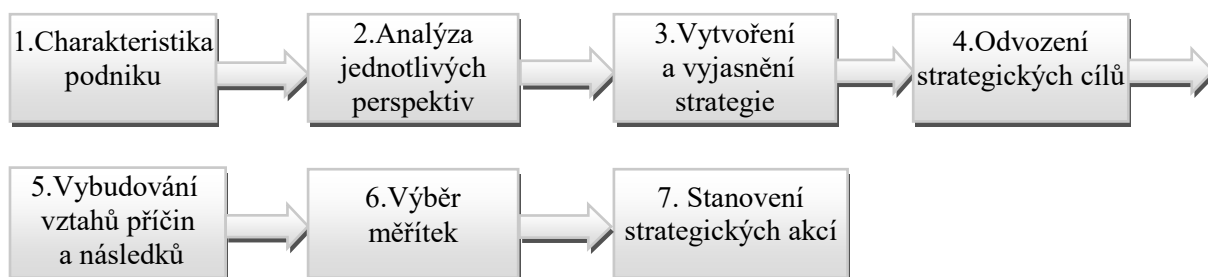 1.Charakteristika
podniku
2.Analýza
jednotlivých
perspektiv
3.Vytvoření
a vyjasnění
strategie
4.Odvození
strategických cílů
5.Vybudování
vztahů příčin
a následků
6.Výběr
měřítek
7. Stanovení
strategických akcí